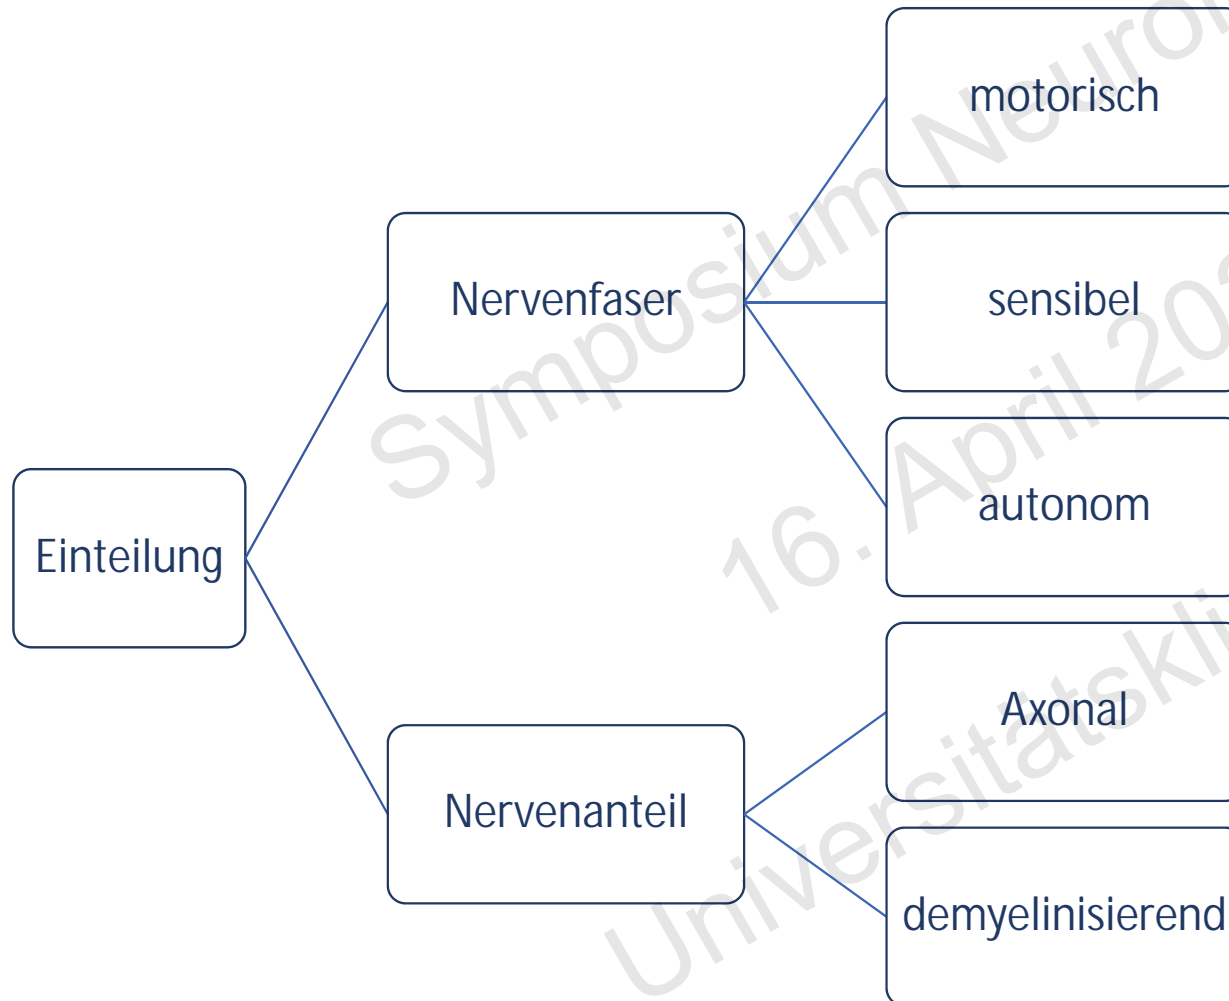 Einteilung
Nervenfaser
motorisch
sensibel
autonom
Nervenanteil
Axonal
demyelinisierend
Symposium
16. April